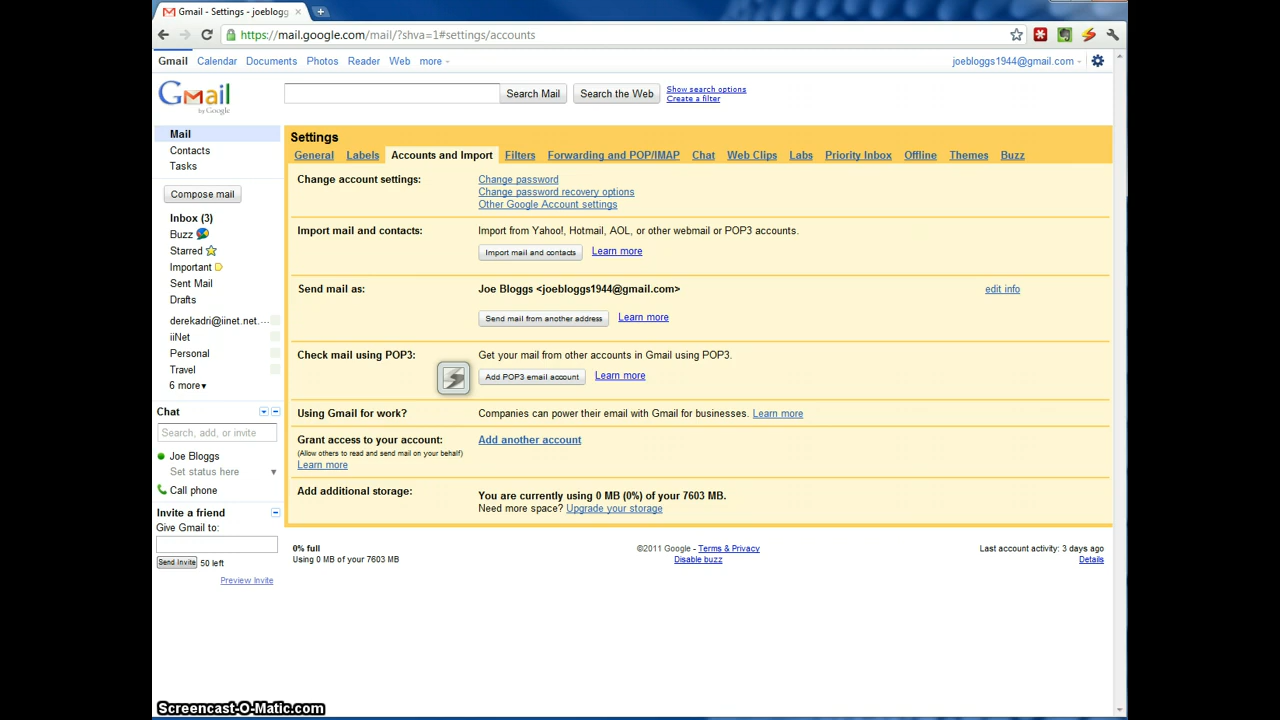 Gmail - Settings - joeblogg
https://mail.google.com/mail/?shva=1#settings/accounts
Gmail Calendar Documents Photos Reader Web more
joebloggs1944@gmail.com
Gmail
by Google
Search Mail
Search the Web
Show search options
Create a filter
Mail
Contacts
Tasks
Compose mail
Inbox (3)
Buzz
Starred
Important
Sent Mail
Drafts
derekadri@iinet.net....
iiNet
Personal
Travel
6 more▾
Chat
Search, add, or invite
Joe Bloggs
Set status here
Call phone
Invite a friend
Give Gmail to:
Send Invite 50 left
Preview Invite
Settings
General Labels Accounts and Import Filters Forwarding and POP/IMAP Chat Web Clips Labs Priority Inbox Offline Themes Buzz
Change account settings:
Change password
Change password recovery options
Other Google Account settings
Import mail and contacts:
Import from Yahoo!, Hotmail, AOL, or other webmail or POP3 accounts.
Import mail and contacts Learn more
Send mail as:
Joe Bloggs <joebloggs1944@gmail.com>
edit info
Send mail from another address Learn more
Check mail using POP3:
Get your mail from other accounts in Gmail using POP3.
Add POP3 email account Learn more
Using Gmail for work?
Companies can power their email with Gmail for businesses. Learn more
Grant access to your account:
(Allow others to read and send mail on your behalf)
Learn more
Add another account
Add additional storage:
You are currently using 0 MB (0%) of your 7603 MB.
Need more space? Upgrade your storage
0% full
Using 0 MB of your 7603 MB
©2011 Google - Terms & Privacy
Disable buzz
Last account activity: 3 days ago
Details
Screencast-O-Matic.com